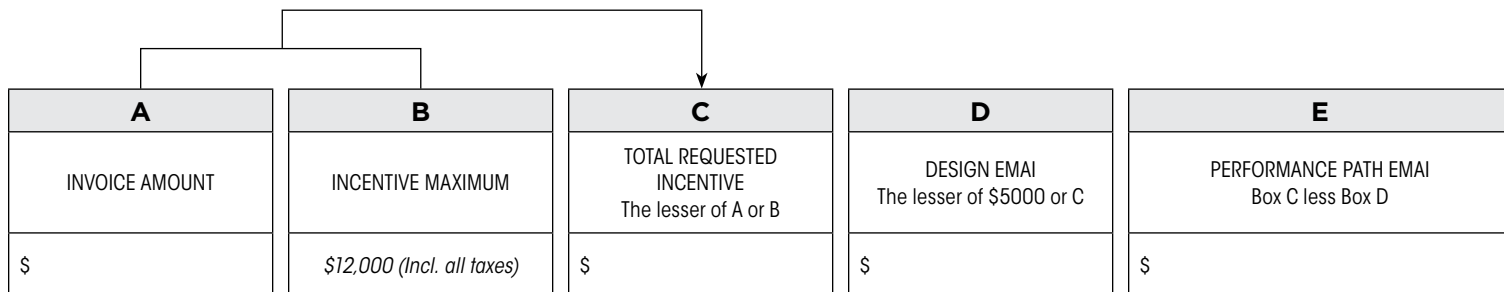 A
B
C
D
E
INVOICE AMOUNT
INCENTIVE MAXIMUM
TOTAL REQUESTED
INCENTIVE
The lesser of A or B
DESIGN EMAI
The lesser of $5000 or C
PERFORMANCE PATH EMAI
Box C less Box D
$
$12,000 (Incl. all taxes)
$
$
$